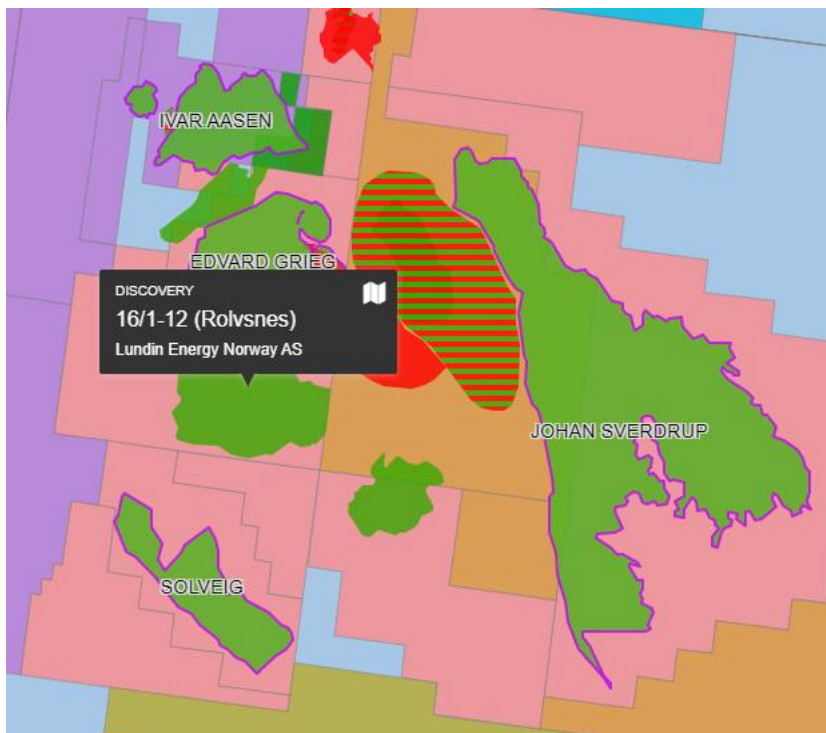 IVAR AASEN
EDVARD GRIEG
DISCOVERY
16/1-12 (Rolvsnes)
Lundin Energy Norway AS
JOHAN SVERDRUP
SOLVEIG